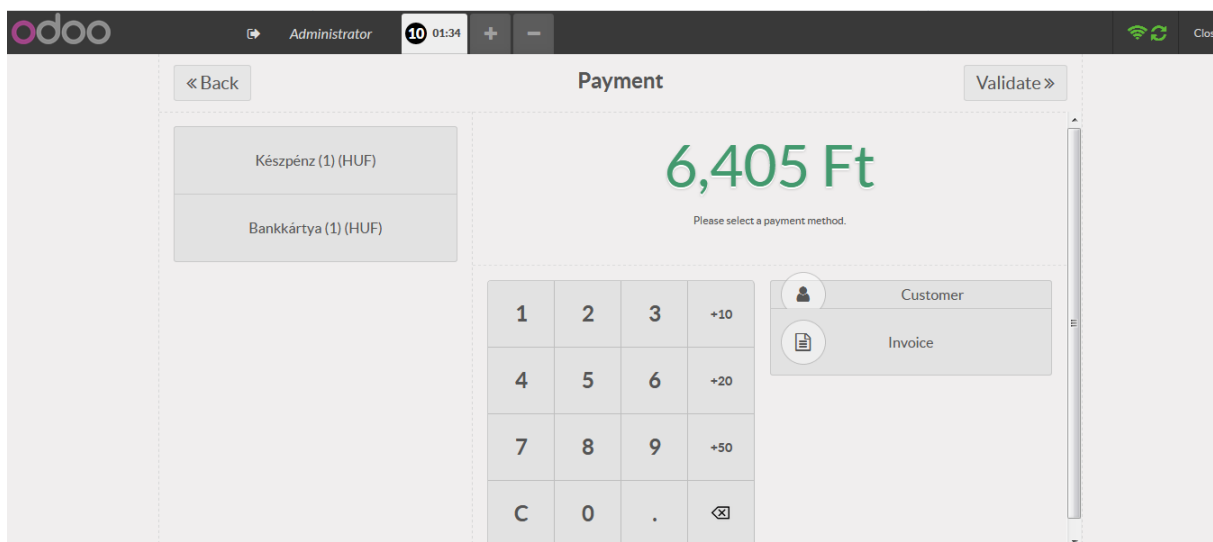 odoo
Administrator
10 01:34
+ −
Clos
Back
Payment
Validate
Készpénz (1) (HUF)
Bankkártya (1) (HUF)
6,405 Ft
Please select a payment method.
1 2 3 +10
4 5 6 +20
7 8 9 +50
C 0 .
Customer
Invoice